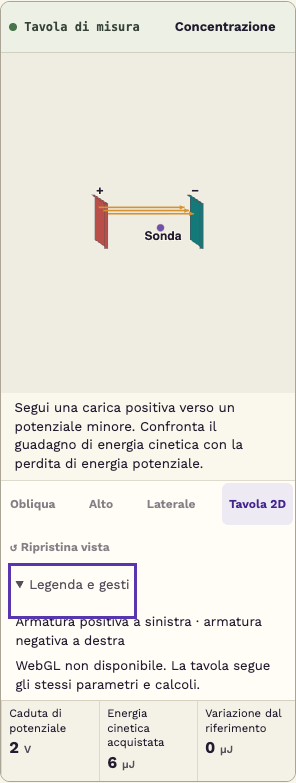 Tavola di misura
Concentrazione
+
−
Sonda
Segui una carica positiva verso un
potenziale minore. Confronta il
guadagno di energia cinetica con la
perdita di energia potenziale.
Obliqua
Alto
Laterale
Tavola 2D
↺ Ripristina vista
▼ Legenda e gesti
Armatura positiva a sinistra · armatura
negativa a destra
WebGL non disponibile. La tavola segue
gli stessi parametri e calcoli.
Caduta di
potenziale
2 V
Energia
cinetica
acquistata
6 μJ
Variazione dal
riferimento
0 μJ